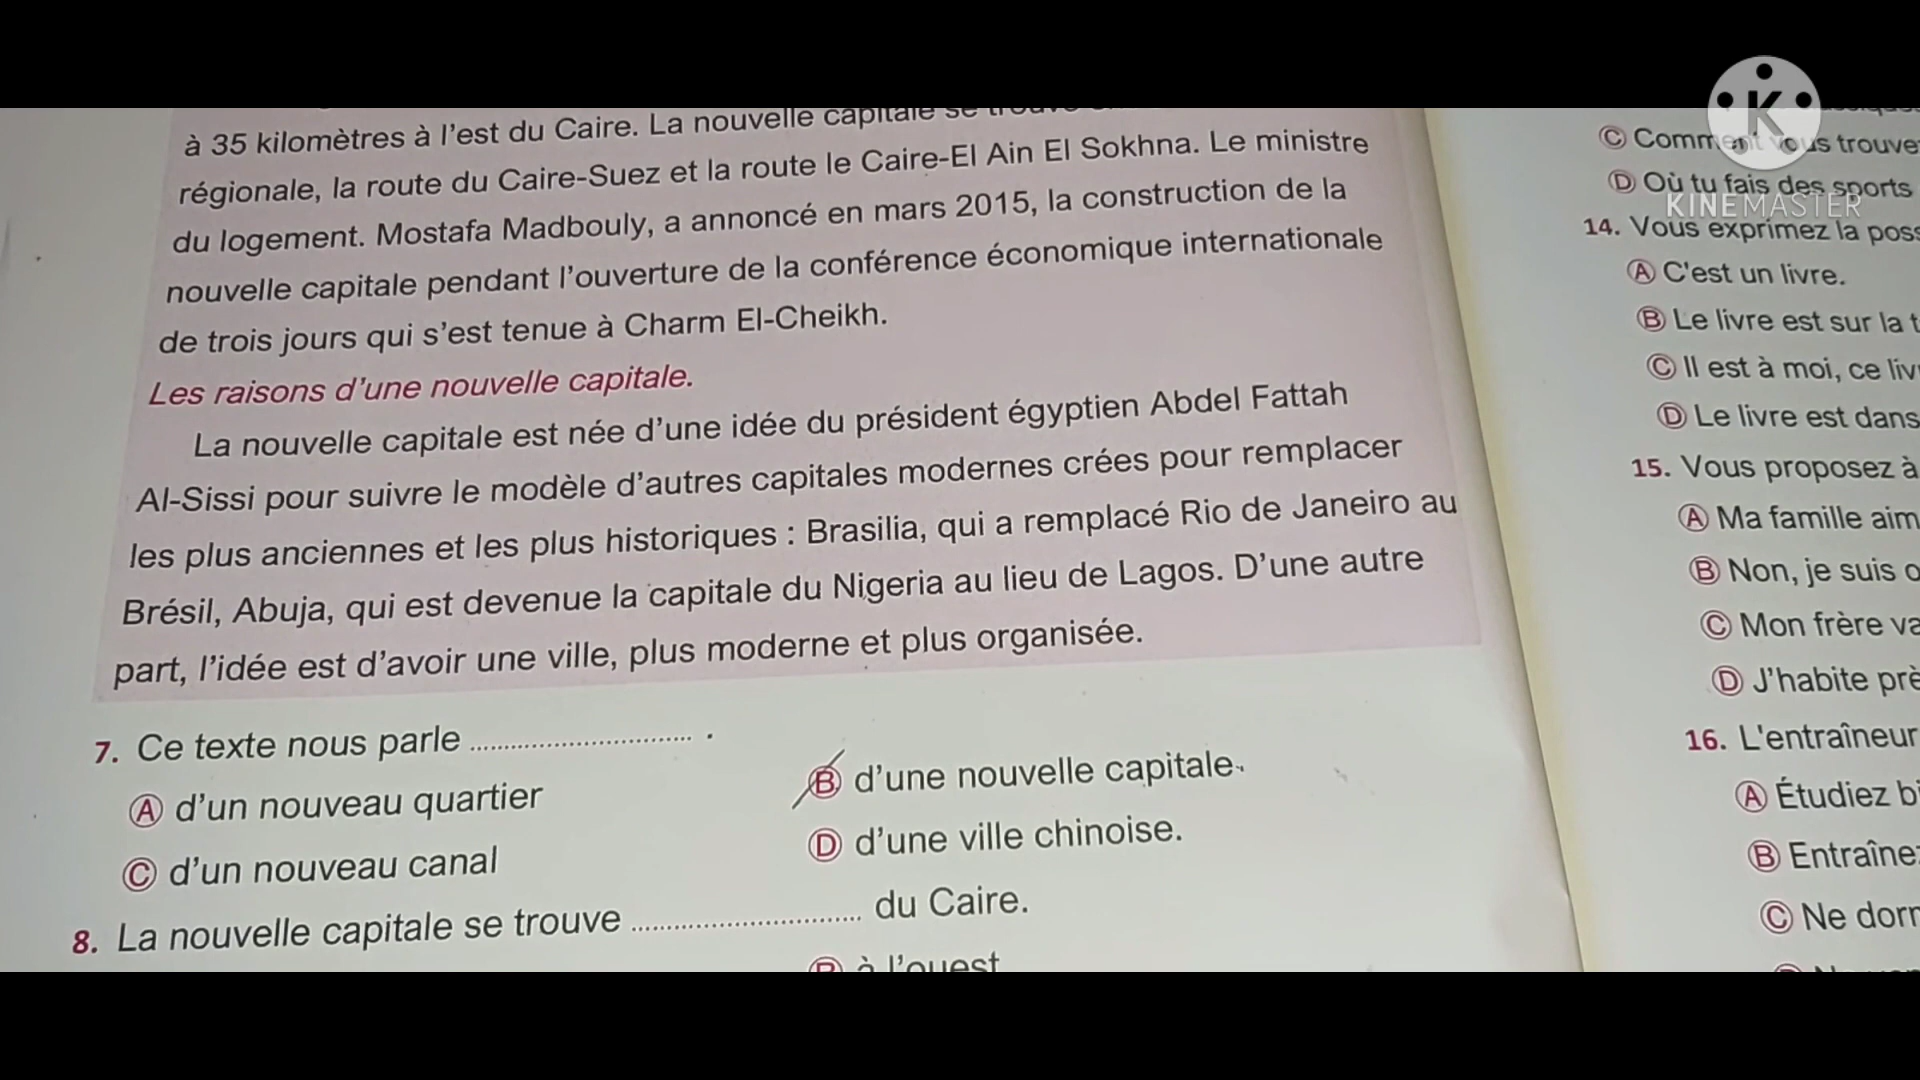 à 35 kilomètres à l'est du Caire. La nouvelle capitale se trouve
régionale, la route du Caire-Suez et la route le Caire-El Ain El Sokhna. Le ministre
du logement. Mostafa Madbouly, a annoncé en mars 2015, la construction de la
nouvelle capitale pendant l'ouverture de la conférence économique internationale
de trois jours qui s'est tenue à Charm El-Cheikh.
Les raisons d'une nouvelle capitale.
La nouvelle capitale est née d'une idée du président égyptien Abdel Fattah
Al-Sissi pour suivre le modèle d'autres capitales modernes crées pour remplacer
les plus anciennes et les plus historiques : Brasilia, qui a remplacé Rio de Janeiro au
Brésil, Abuja, qui est devenue la capitale du Nigeria au lieu de Lagos. D'une autre
part, l'idée est d'avoir une ville, plus moderne et plus organisée.
7. Ce texte nous parle .............................. .
A d'un nouveau quartier
B d'une nouvelle capitale.
C d'un nouveau canal
D d'une ville chinoise.
8. La nouvelle capitale se trouve .............................. du Caire.
B à l'ouest
C Comment vous trouve
D Où tu fais des sports
14. Vous exprimez la poss
A C'est un livre.
B Le livre est sur la t
C Il est à moi, ce liv
D Le livre est dans
15. Vous proposez à
A Ma famille aim
B Non, je suis o
C Mon frère va
D J'habite prè
16. L'entraîneur
A Étudiez bi
B Entraîne
C Ne dorm
K
KINEMASTER